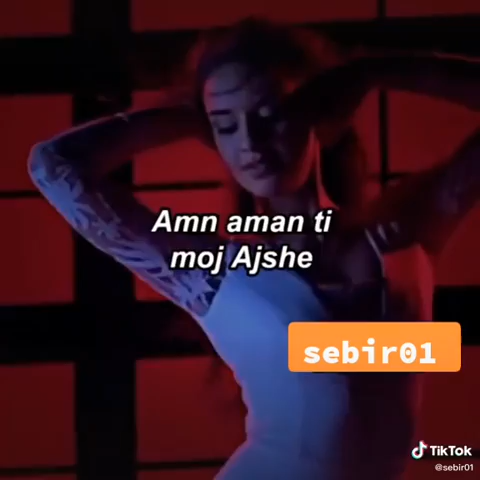 Amn aman ti
moj Ajshe
sebir01
TikTok
@sebir01